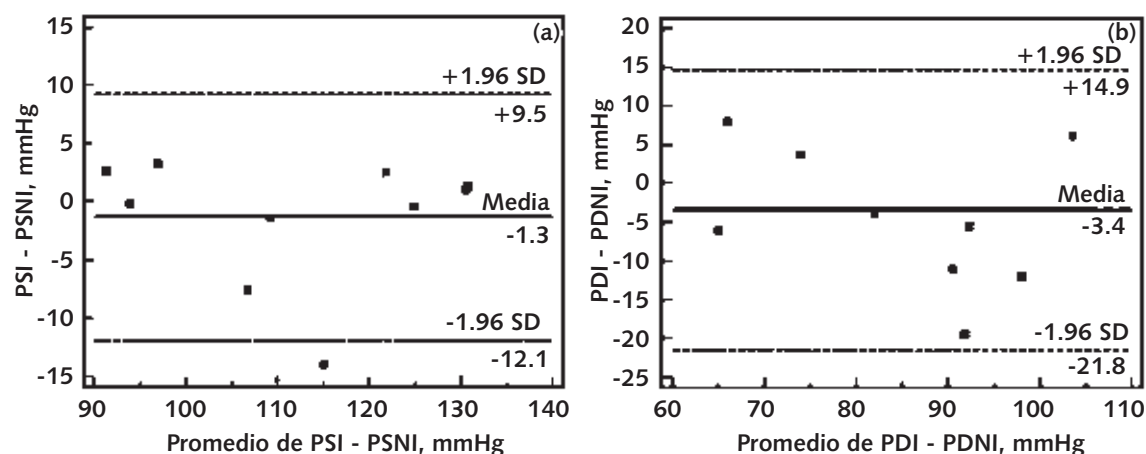 (a)
PSI - PSNI, mmHg
15
10
5
0
-5
-10
-15
+1.96 SD
+9.5
Media
-1.3
-1.96 SD
-12.1
90 100 110 120 130 140
Promedio de PSI - PSNI, mmHg
(b)
PDI - PDNI, mmHg
20
15
10
5
0
-5
-10
-15
-20
-25
+1.96 SD
+14.9
Media
-3.4
-1.96 SD
-21.8
60 70 80 90 100 110
Promedio de PDI - PDNI, mmHg